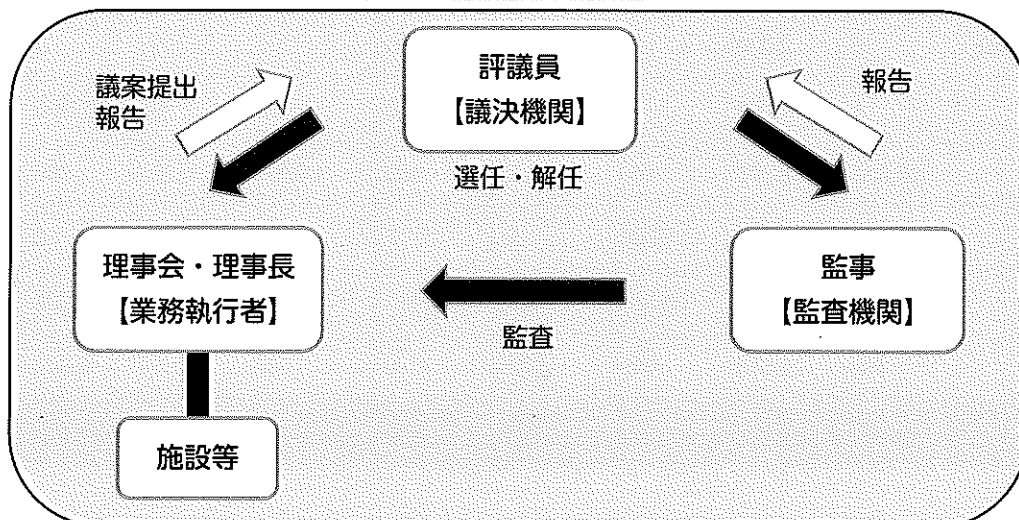 評議員
【議決機関】
選任・解任
議案提出
報告
報告
理事会・理事長
【業務執行者】
監事
【監査機関】
監査
施設等